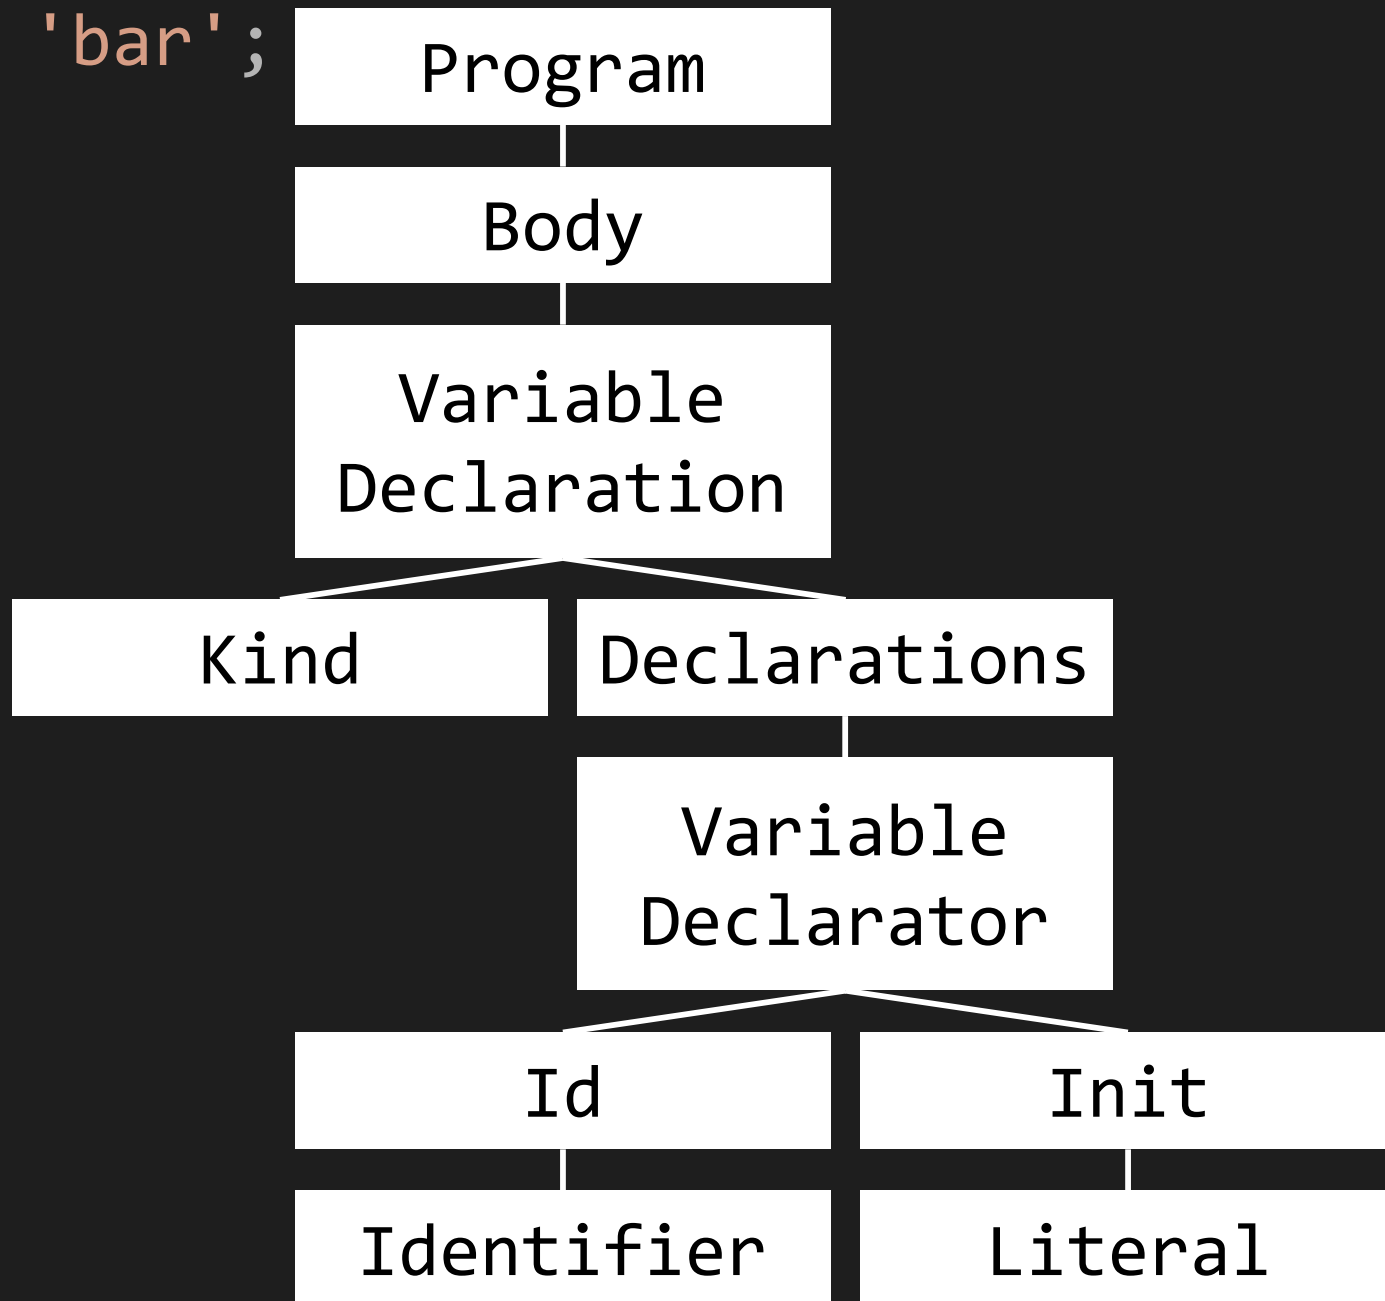 'bar';
Program
Body
Variable
Declaration
Kind
Declarations
Variable
Declarator
Id
Init
Identifier
Literal